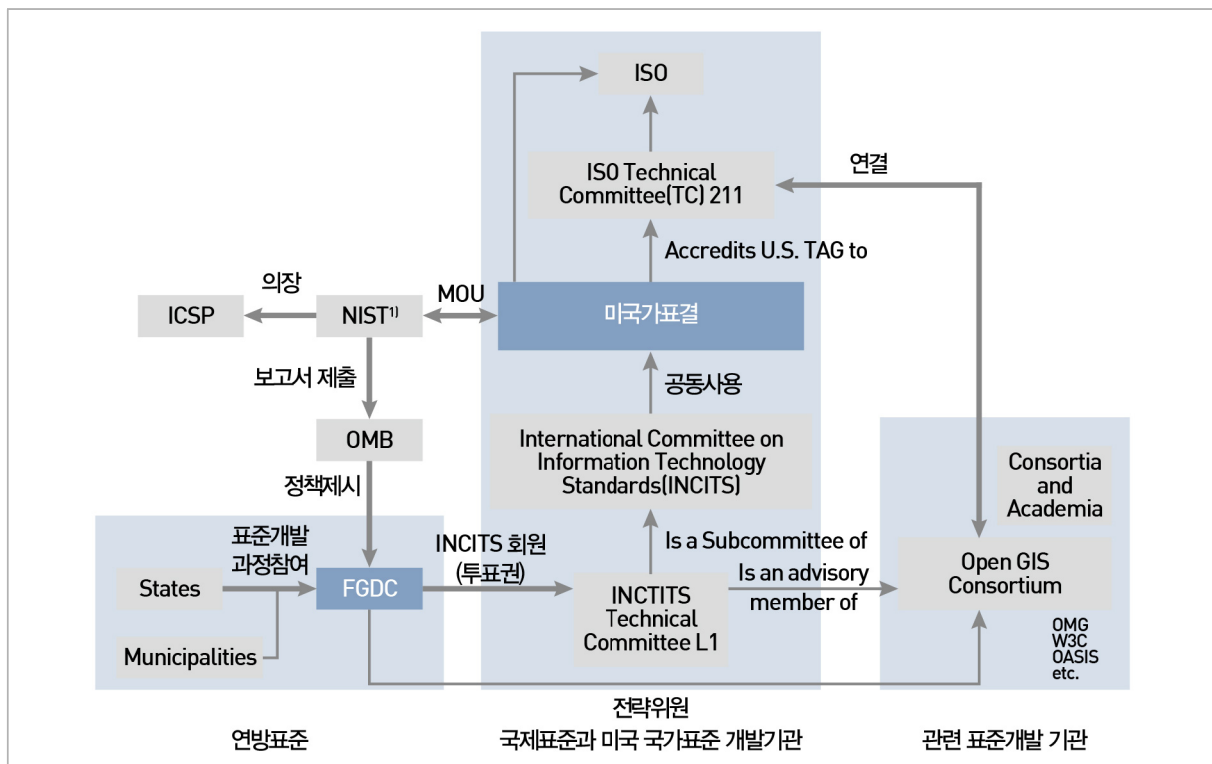 ISO
ISO Technical
Committee(TC) 211
연결
Accredits U.S. TAG to
의장
MOU
ICSP
NIST¹⁾
미국가표결
보고서 제출
공동사용
OMB
International Committee on
Information Technology
Standards(INCITS)
Consortia
and
Academia
정책제시
표준개발
과정참여
INCITS 회원
(투표권)
Is a Subcommittee of
Is an advisory
member of
States
FGDC
INCTITS
Technical
Committee L1
Open GIS
Consortium
Municipalities
OMG
W3C
OASIS
etc.
전략위원
연방표준
국제표준과 미국 국가표준 개발기관
관련 표준개발 기관